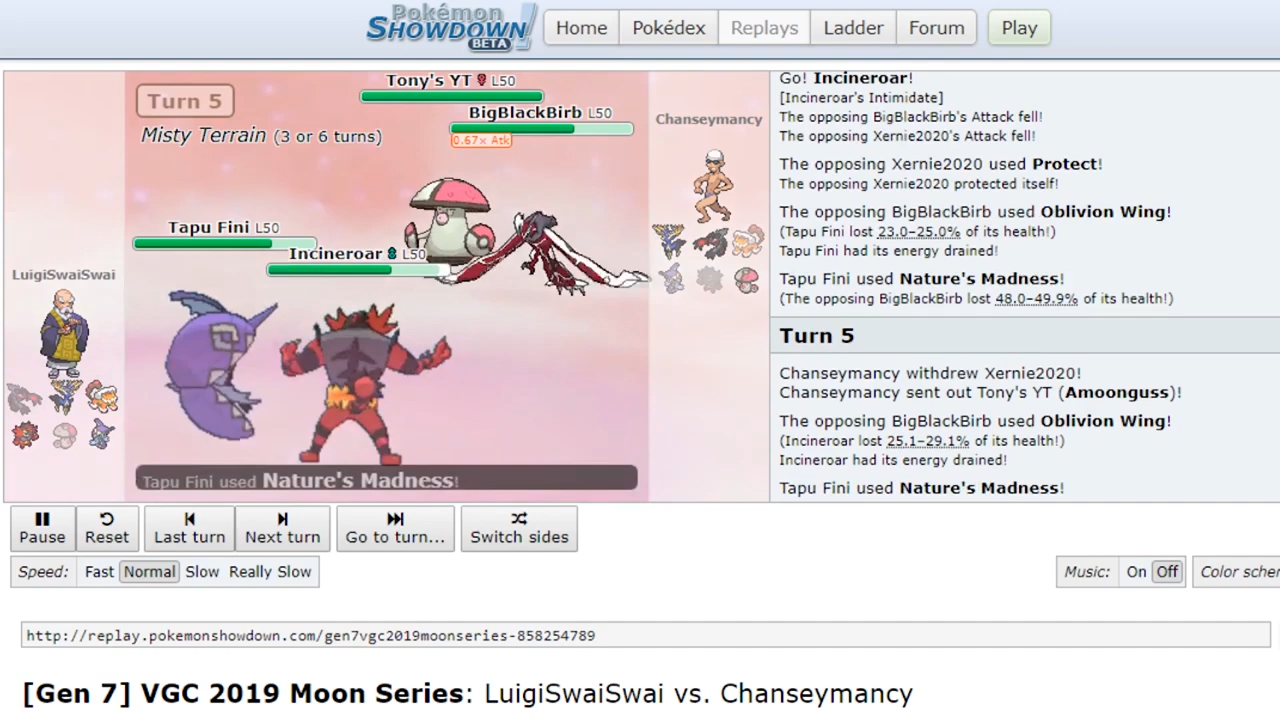 Pokémon
SHOWDOWN!
BETA
Home
Pokédex
Replays
Ladder
Forum
Play
Turn 5
Misty Terrain (3 or 6 turns)
Tony's YT L50
BigBlackBirb L50
0.67× Atk
Tapu Fini L50
Incineroar L50
LuigiSwaiSwai
Chanseymancy
Tapu Fini used Nature's Madness!
Go! Incineroar!
[Incineroar's Intimidate]
The opposing BigBlackBirb's Attack fell!
The opposing Xernie2020's Attack fell!
The opposing Xernie2020 used Protect!
The opposing Xernie2020 protected itself!
The opposing BigBlackBirb used Oblivion Wing!
(Tapu Fini lost 23.0–25.0% of its health!)
Tapu Fini had its energy drained!
Tapu Fini used Nature's Madness!
(The opposing BigBlackBirb lost 48.0–49.9% of its health!)
Turn 5
Chanseymancy withdrew Xernie2020!
Chanseymancy sent out Tony's YT (Amoonguss)!
The opposing BigBlackBirb used Oblivion Wing!
(Incineroar lost 25.1–29.1% of its health!)
Incineroar had its energy drained!
Tapu Fini used Nature's Madness!
Pause
Reset
Last turn
Next turn
Go to turn...
Switch sides
Speed: Fast Normal Slow Really Slow
Music: On Off
Color schem
http://replay.pokemonshowdown.com/gen7vgc2019moonseries-858254789
[Gen 7] VGC 2019 Moon Series: LuigiSwaiSwai vs. Chanseymancy